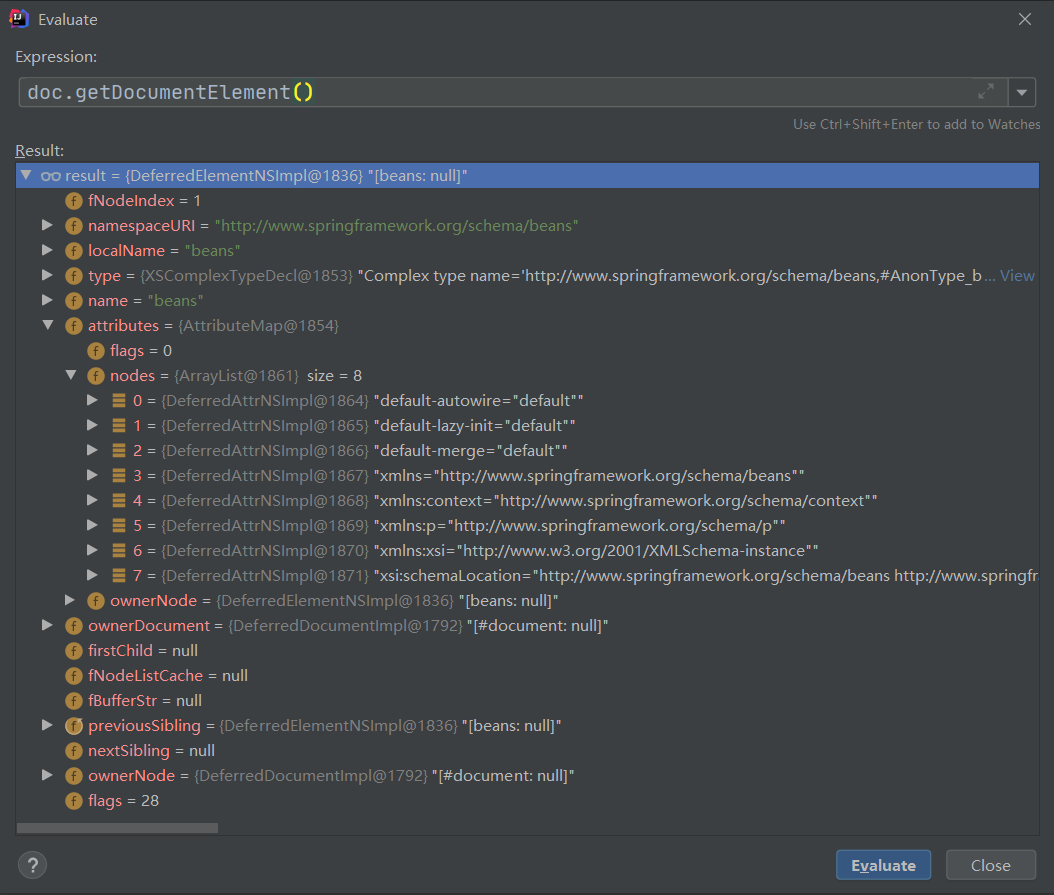 Evaluate
Expression:
doc.getDocumentElement()
Use Ctrl+Shift+Enter to add to Watches
Result:
result = {DeferredElementNSImpl@1836} "[beans: null]"
f fNodeIndex = 1
f namespaceURI = "http://www.springframework.org/schema/beans"
f localName = "beans"
f type = {XSComplexTypeDecl@1853} "Complex type name='http://www.springframework.org/schema/beans,#AnonType_b... View
f name = "beans"
f attributes = {AttributeMap@1854}
f flags = 0
f nodes = {ArrayList@1861} size = 8
0 = {DeferredAttrNSImpl@1864} "default-autowire="default""
1 = {DeferredAttrNSImpl@1865} "default-lazy-init="default""
2 = {DeferredAttrNSImpl@1866} "default-merge="default""
3 = {DeferredAttrNSImpl@1867} "xmlns="http://www.springframework.org/schema/beans""
4 = {DeferredAttrNSImpl@1868} "xmlns:context="http://www.springframework.org/schema/context""
5 = {DeferredAttrNSImpl@1869} "xmlns:p="http://www.springframework.org/schema/p""
6 = {DeferredAttrNSImpl@1870} "xmlns:xsi="http://www.w3.org/2001/XMLSchema-instance""
7 = {DeferredAttrNSImpl@1871} "xsi:schemaLocation="http://www.springframework.org/schema/beans http://www.springfr
f ownerNode = {DeferredElementNSImpl@1836} "[beans: null]"
f ownerDocument = {DeferredDocumentImpl@1792} "[#document: null]"
f firstChild = null
f fNodeListCache = null
f fBufferStr = null
f previousSibling = {DeferredElementNSImpl@1836} "[beans: null]"
f nextSibling = null
f ownerNode = {DeferredDocumentImpl@1792} "[#document: null]"
f flags = 28
? Evaluate Close